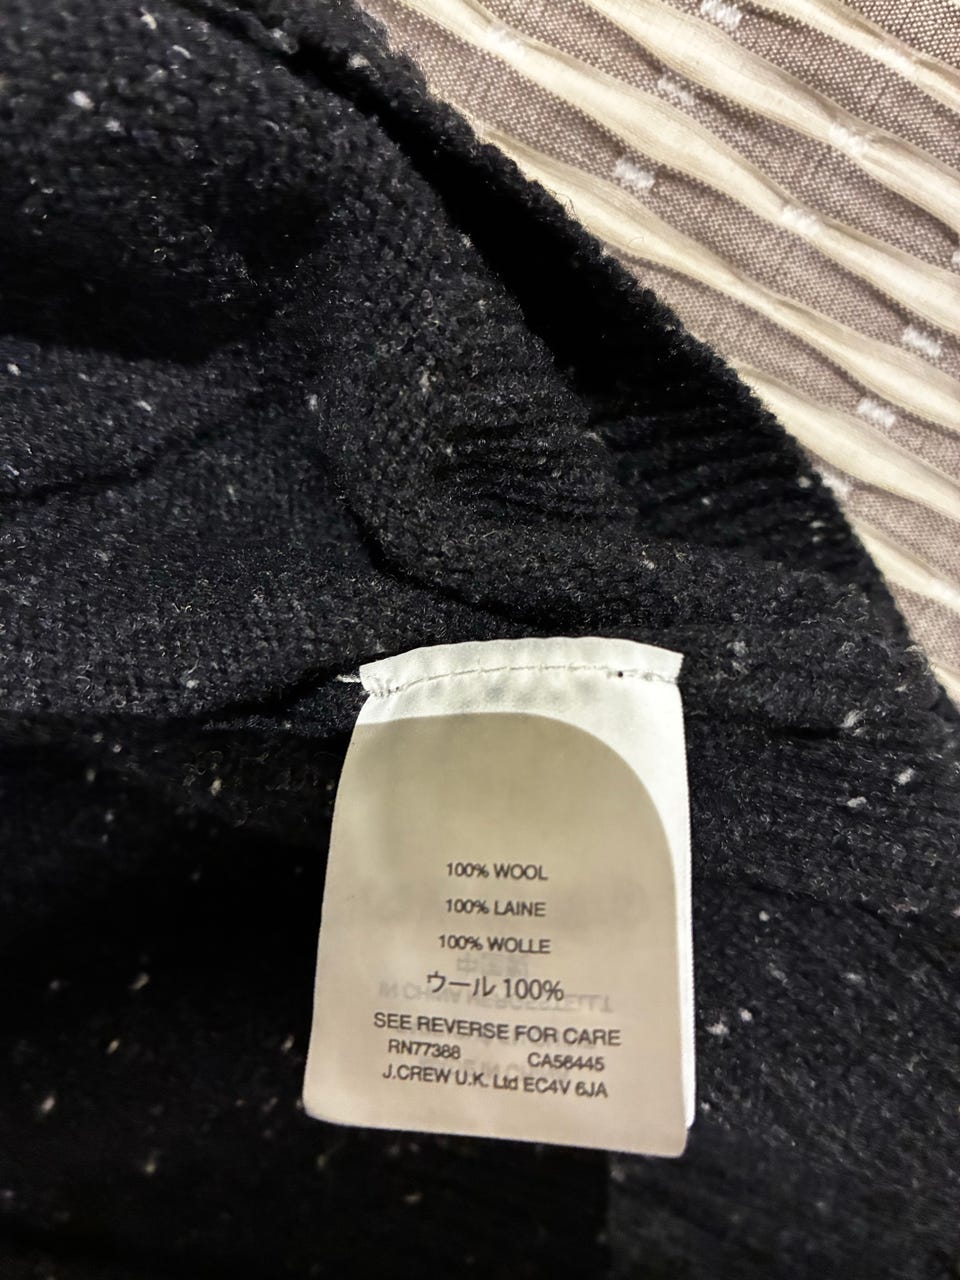 100% WOOL
100% LAINE
100% WOLLE
ウール 100%
SEE REVERSE FOR CARE
RN77388 CA56445
J.CREW U.K. Ltd EC4V 6JA